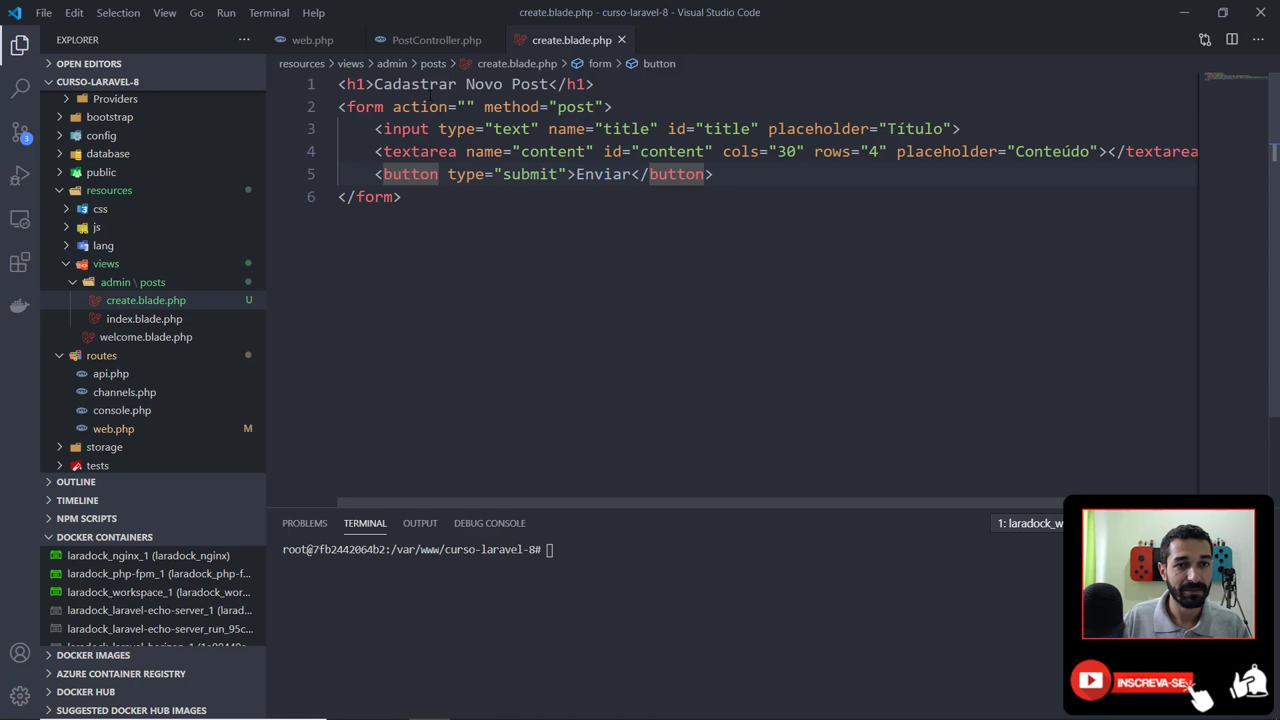 File Edit Selection View Go Run Terminal Help create.blade.php - curso-laravel-8 - Visual Studio Code
EXPLORER ··· web.php PostController.php create.blade.php
OPEN EDITORS
resources > views > admin > posts > create.blade.php > form > button
CURSO-LARAVEL-8
Providers
bootstrap
config
database
public
resources
css
js
lang
views
admin \ posts
create.blade.php U
index.blade.php
welcome.blade.php
routes
api.php
channels.php
console.php
web.php M
storage
tests
OUTLINE
TIMELINE
NPM SCRIPTS
DOCKER CONTAINERS
laradock_nginx_1 (laradock_nginx)
laradock_php-fpm_1 (laradock_php-f...
laradock_workspace_1 (laradock_wor...
laradock_laravel-echo-server_1 (larad...
laradock_laravel-echo-server_run_95c...
DOCKER IMAGES
AZURE CONTAINER REGISTRY
DOCKER HUB
SUGGESTED DOCKER HUB IMAGES
3
1 <h1>Cadastrar Novo Post</h1>
2 <form action="" method="post">
3 <input type="text" name="title" id="title" placeholder="Título">
4 <textarea name="content" id="content" cols="30" rows="4" placeholder="Conteúdo"></textarea
5 <button type="submit">Enviar</button>
6 </form>
PROBLEMS TERMINAL OUTPUT DEBUG CONSOLE 1: laradock_w
root@7fb2442064b2:/var/www/curso-laravel-8#
INSCREVA-SE